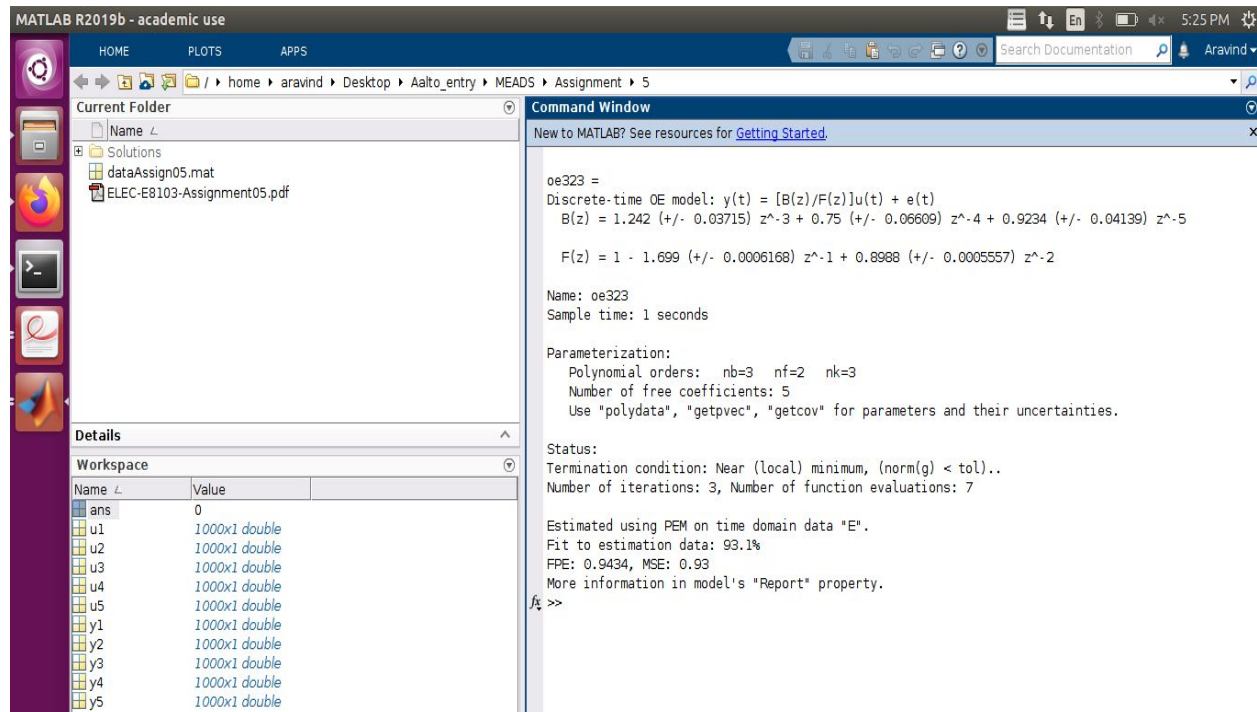 MATLAB R2019b - academic use
En
5:25 PM
HOME PLOTS APPS
Search Documentation
Aravind
/ home aravind Desktop Aalto_entry MEADS Assignment 5
Current Folder
Name
Solutions
dataAssign05.mat
ELEC-E8103-Assignment05.pdf
Details
Workspace
Name Value
ans 0
u1 1000x1 double
u2 1000x1 double
u3 1000x1 double
u4 1000x1 double
u5 1000x1 double
y1 1000x1 double
y2 1000x1 double
y3 1000x1 double
y4 1000x1 double
y5 1000x1 double
Command Window
New to MATLAB? See resources for Getting Started.
x
oe323 =
Discrete-time OE model: y(t) = [B(z)/F(z)]u(t) + e(t)
B(z) = 1.242 (+/- 0.03715) z^-3 + 0.75 (+/- 0.06609) z^-4 + 0.9234 (+/- 0.04139) z^-5
F(z) = 1 - 1.699 (+/- 0.0006168) z^-1 + 0.8988 (+/- 0.0005557) z^-2
Name: oe323
Sample time: 1 seconds
Parameterization:
Polynomial orders: nb=3 nf=2 nk=3
Number of free coefficients: 5
Use "polydata", "getpvec", "getcov" for parameters and their uncertainties.
Status:
Termination condition: Near (local) minimum, (norm(g) < tol)..
Number of iterations: 3, Number of function evaluations: 7
Estimated using PEM on time domain data "E".
Fit to estimation data: 93.1%
FPE: 0.9434, MSE: 0.93
More information in model's "Report" property.
fx >>